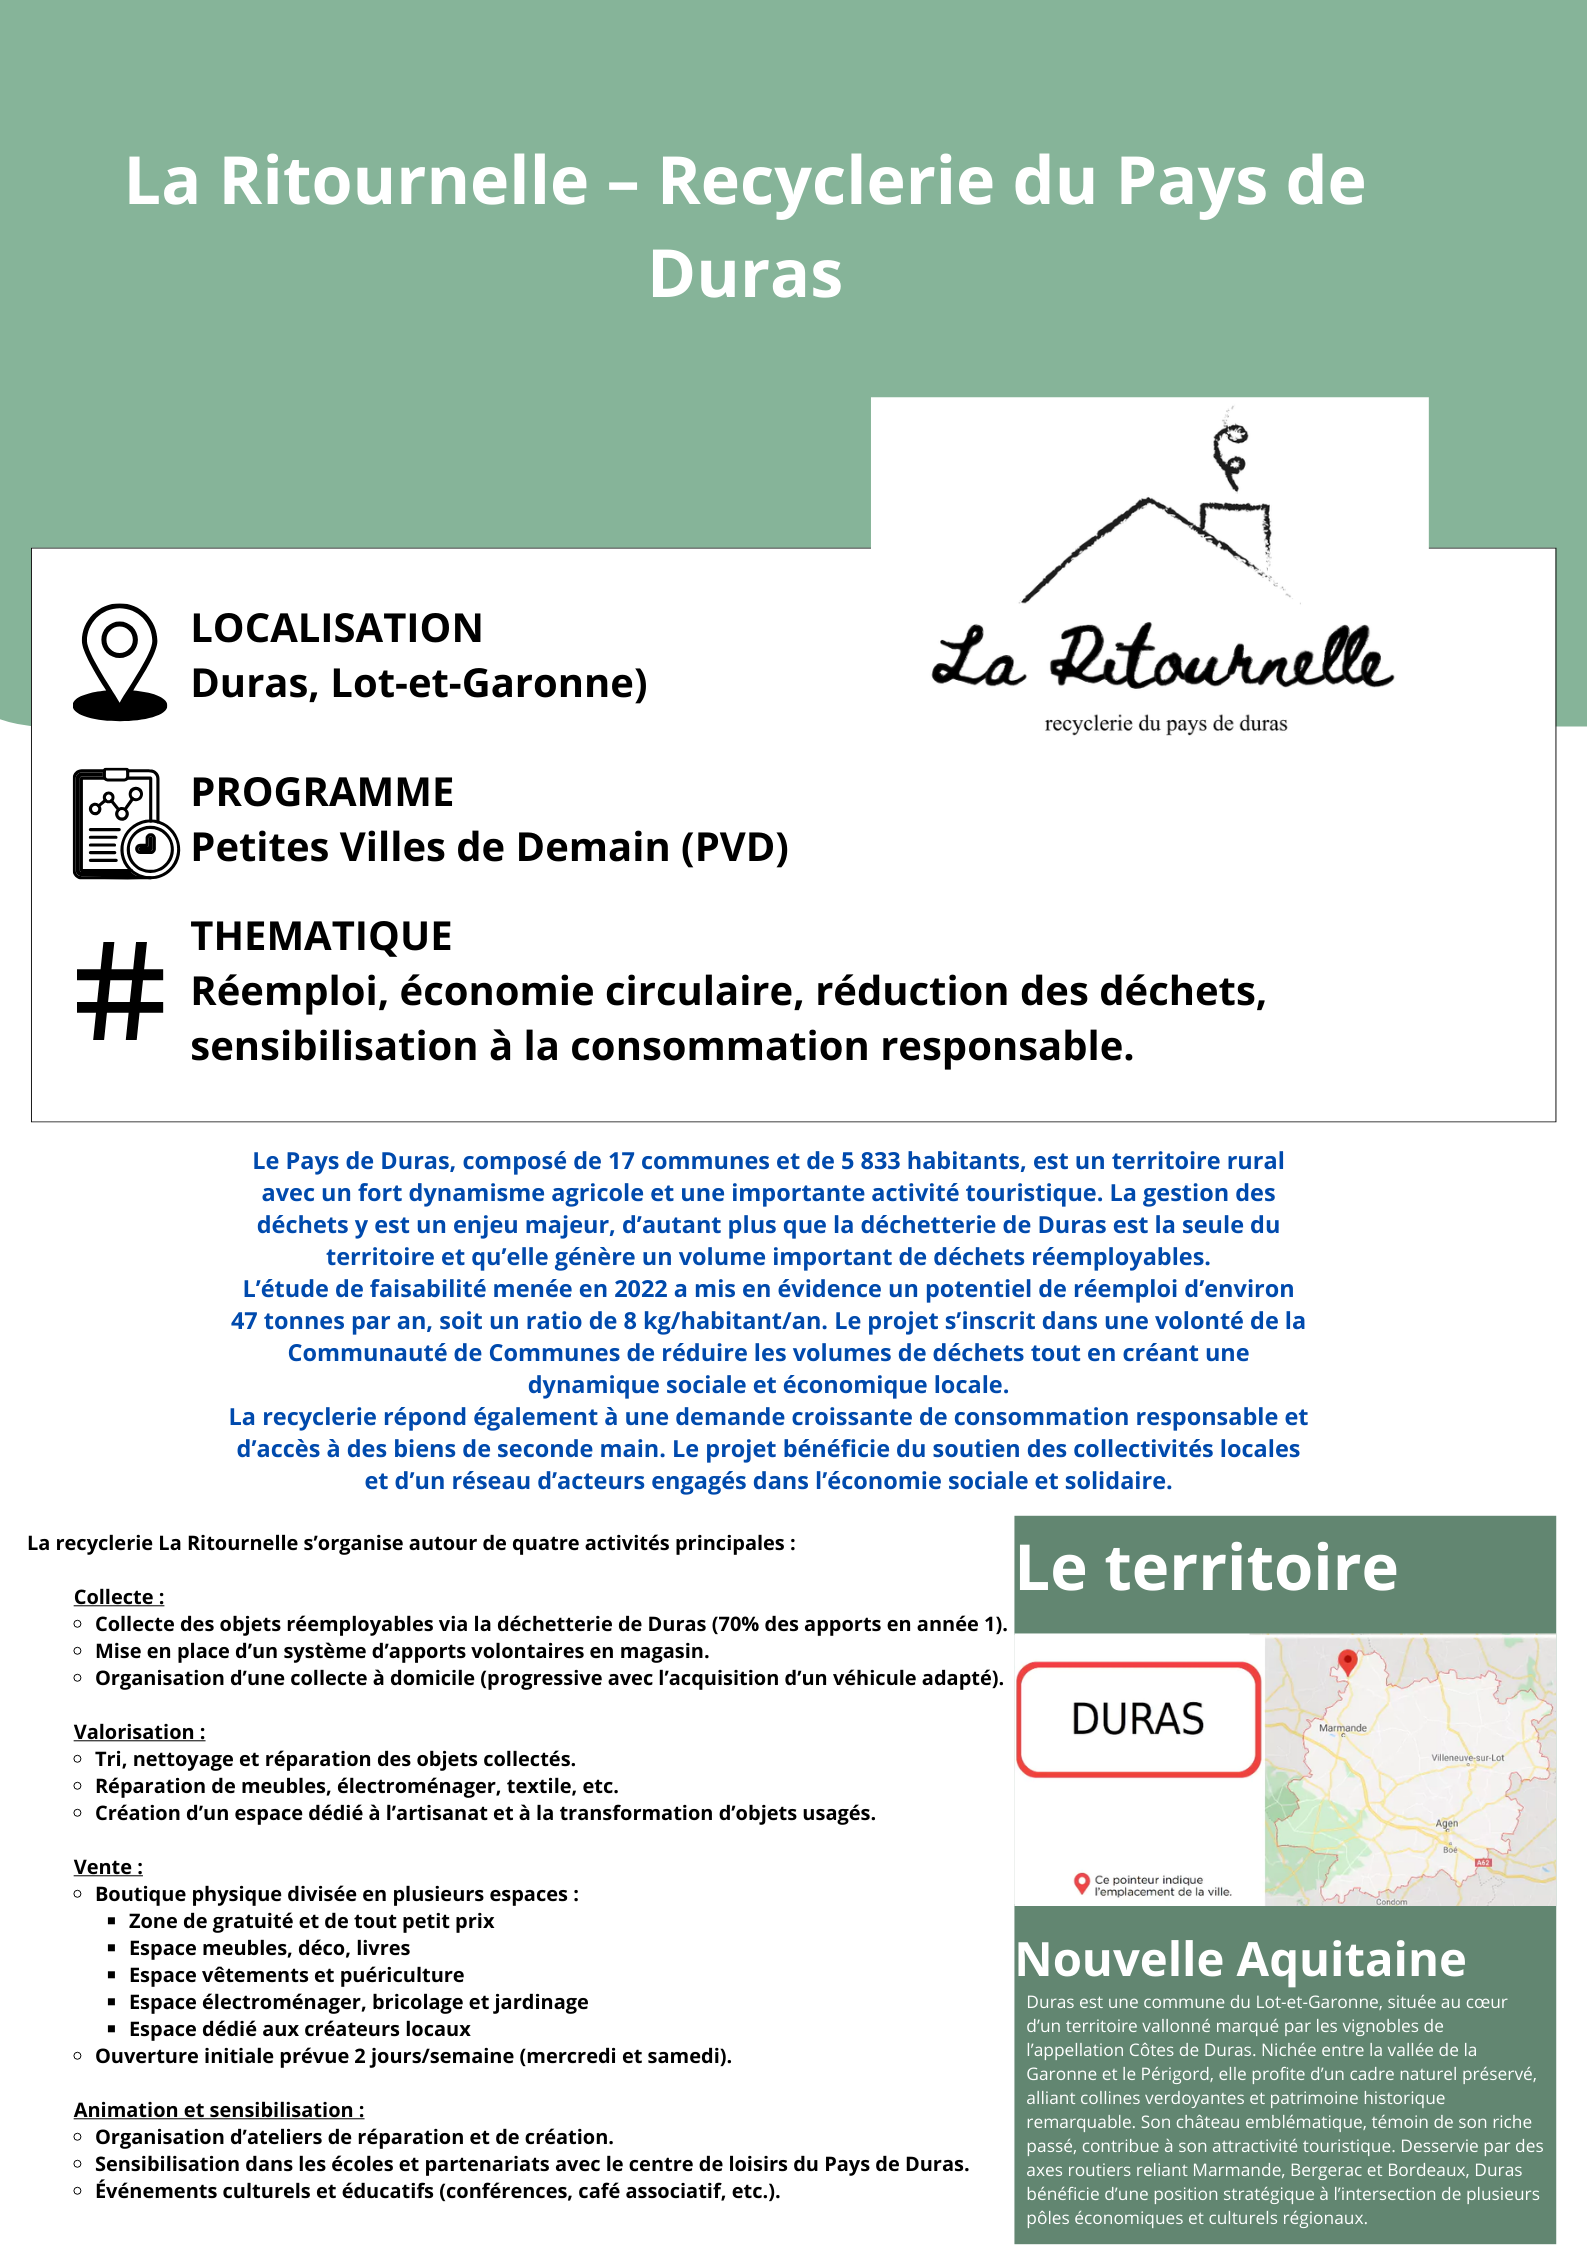 La Ritournelle – Recyclerie du Pays de
Duras
La Ritournelle
recyclerie du pays de duras
LOCALISATION
Duras, Lot-et-Garonne)
PROGRAMME
Petites Villes de Demain (PVD)
#
THEMATIQUE
Réemploi, économie circulaire, réduction des déchets,
sensibilisation à la consommation responsable.
Le Pays de Duras, composé de 17 communes et de 5 833 habitants, est un territoire rural
avec un fort dynamisme agricole et une importante activité touristique. La gestion des
déchets y est un enjeu majeur, d’autant plus que la déchetterie de Duras est la seule du
territoire et qu’elle génère un volume important de déchets réemployables.
L’étude de faisabilité menée en 2022 a mis en évidence un potentiel de réemploi d’environ
47 tonnes par an, soit un ratio de 8 kg/habitant/an. Le projet s’inscrit dans une volonté de la
Communauté de Communes de réduire les volumes de déchets tout en créant une
dynamique sociale et économique locale.
La recyclerie répond également à une demande croissante de consommation responsable et
d’accès à des biens de seconde main. Le projet bénéficie du soutien des collectivités locales
et d’un réseau d’acteurs engagés dans l’économie sociale et solidaire.
La recyclerie La Ritournelle s’organise autour de quatre activités principales :
Collecte :
Collecte des objets réemployables via la déchetterie de Duras (70% des apports en année 1).
Mise en place d’un système d’apports volontaires en magasin.
Organisation d’une collecte à domicile (progressive avec l’acquisition d’un véhicule adapté).
Valorisation :
Tri, nettoyage et réparation des objets collectés.
Réparation de meubles, électroménager, textile, etc.
Création d’un espace dédié à l’artisanat et à la transformation d’objets usagés.
Vente :
Boutique physique divisée en plusieurs espaces :
Zone de gratuité et de tout petit prix
Espace meubles, déco, livres
Espace vêtements et puériculture
Espace électroménager, bricolage et jardinage
Espace dédié aux créateurs locaux
Ouverture initiale prévue 2 jours/semaine (mercredi et samedi).
Animation et sensibilisation :
Organisation d’ateliers de réparation et de création.
Sensibilisation dans les écoles et partenariats avec le centre de loisirs du Pays de Duras.
Événements culturels et éducatifs (conférences, café associatif, etc.).
Le territoire
DURAS
Ce pointeur indique
l’emplacement de la ville.
Marmande
Villeneuve-sur-Lot
Agen
Boé
A62
Condom
Nouvelle Aquitaine
Duras est une commune du Lot-et-Garonne, située au cœur
d’un territoire vallonné marqué par les vignobles de
l’appellation Côtes de Duras. Nichée entre la vallée de la
Garonne et le Périgord, elle profite d’un cadre naturel préservé,
alliant collines verdoyantes et patrimoine historique
remarquable. Son château emblématique, témoin de son riche
passé, contribue à son attractivité touristique. Desservie par des
axes routiers reliant Marmande, Bergerac et Bordeaux, Duras
bénéficie d’une position stratégique à l’intersection de plusieurs
pôles économiques et culturels régionaux.